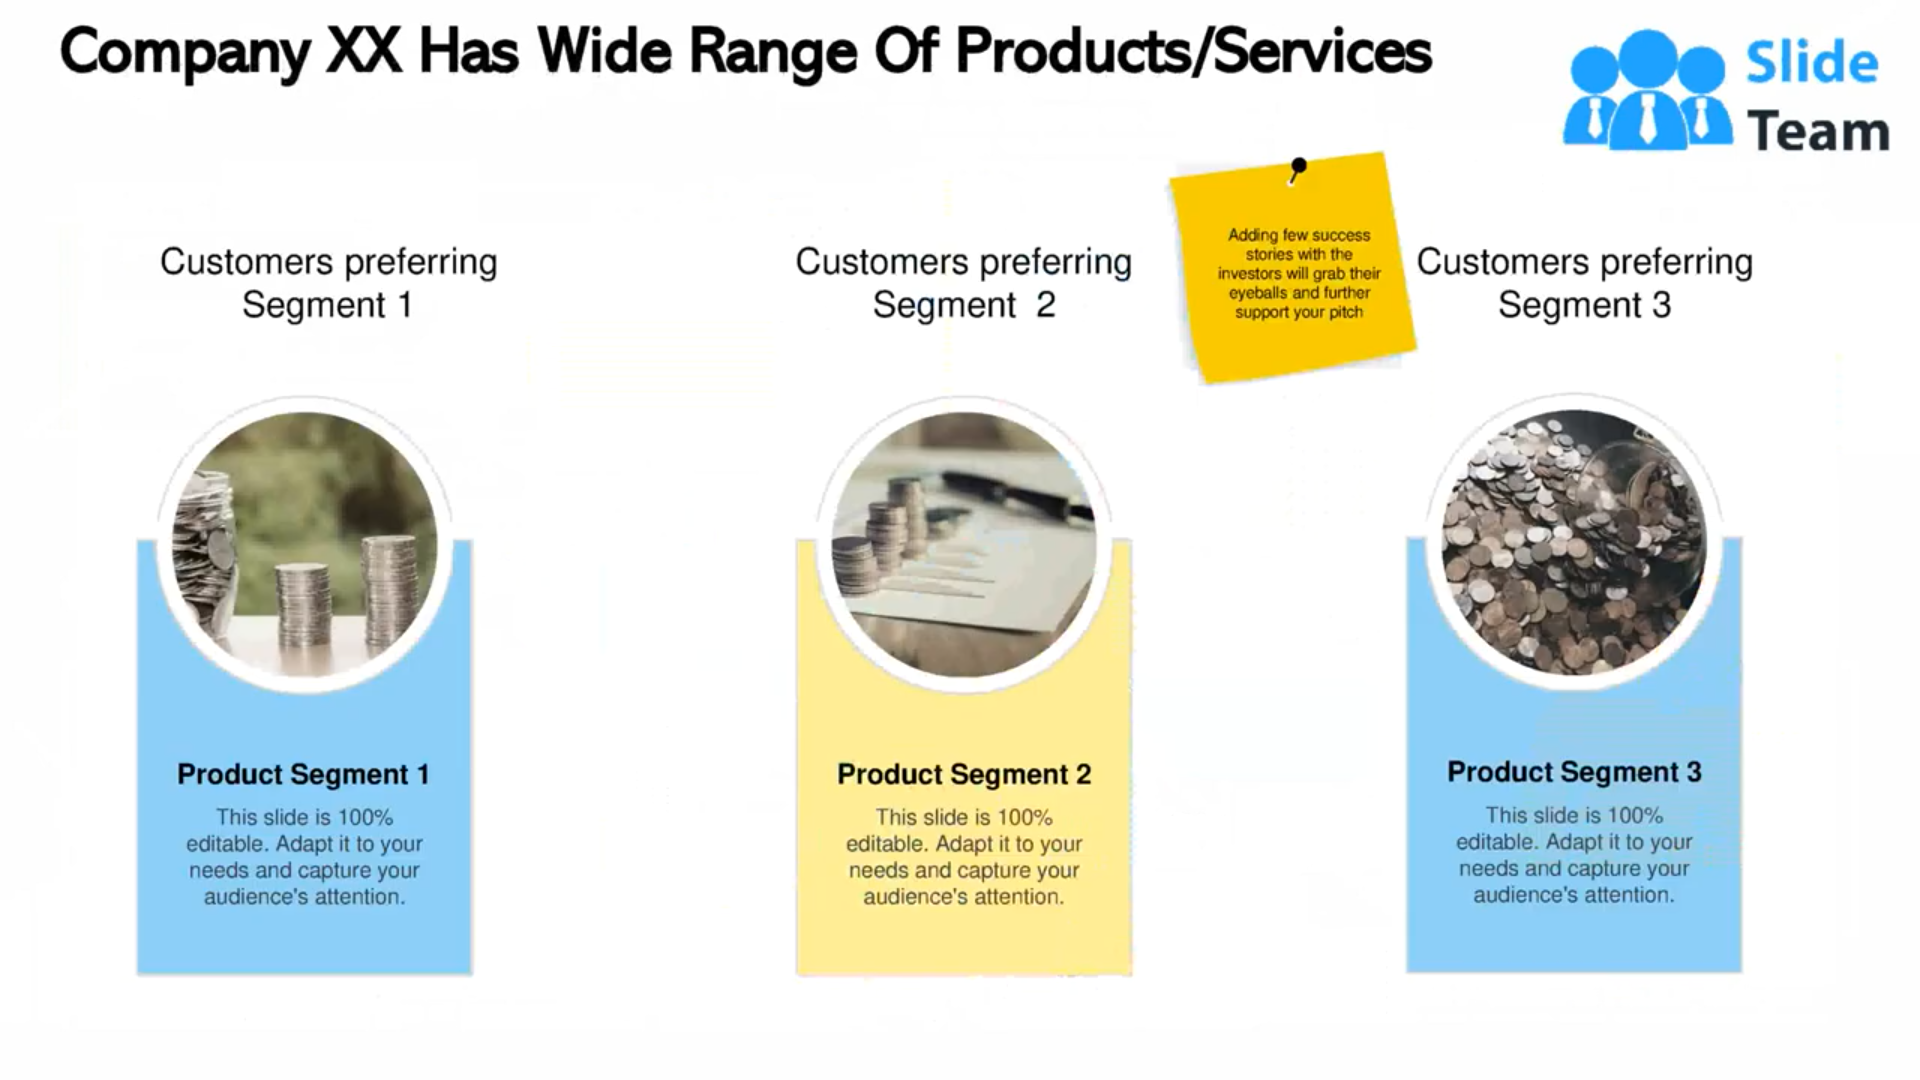 Company XX Has Wide Range Of Products/Services
Slide
Team
Customers preferring
Segment 1
Customers preferring
Segment  2
Adding few success
stories with the
investors will grab their
eyeballs and further
support your pitch
Customers preferring
Segment 3
Product Segment 1
This slide is 100%
editable. Adapt it to your
needs and capture your
audience's attention.
Product Segment 2
This slide is 100%
editable. Adapt it to your
needs and capture your
audience's attention.
Product Segment 3
This slide is 100%
editable. Adapt it to your
needs and capture your
audience's attention.